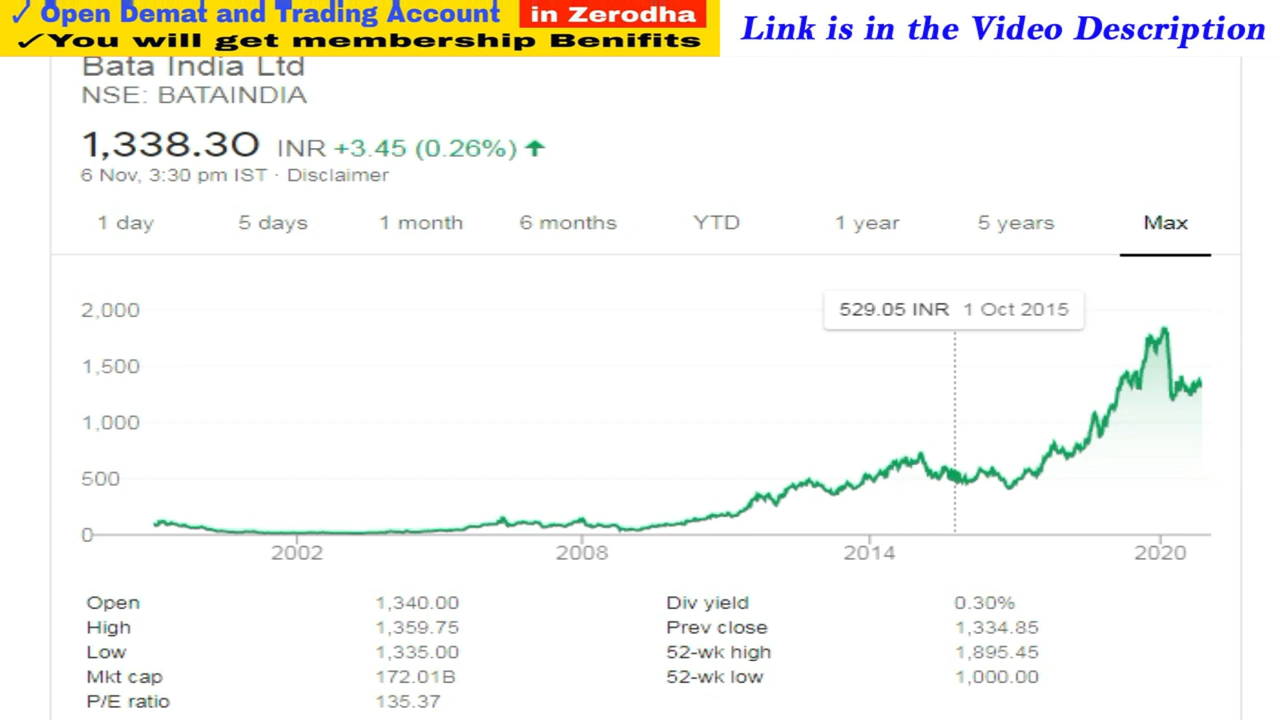 ✓ Open Demat and Trading Account in Zerodha
✓You will get membership Benifits
Link is in the Video Description
Bata India Ltd
NSE: BATAINDIA
1,338.30 INR +3.45 (0.26%) ↑
6 Nov, 3:30 pm IST · Disclaimer
1 day 5 days 1 month 6 months YTD 1 year 5 years Max
529.05 INR 1 Oct 2015
2,000
1,500
1,000
500
0
2002 2008 2014 2020
Open 1,340.00 Div yield 0.30%
High 1,359.75 Prev close 1,334.85
Low 1,335.00 52-wk high 1,895.45
Mkt cap 172.01B 52-wk low 1,000.00
P/E ratio 135.37